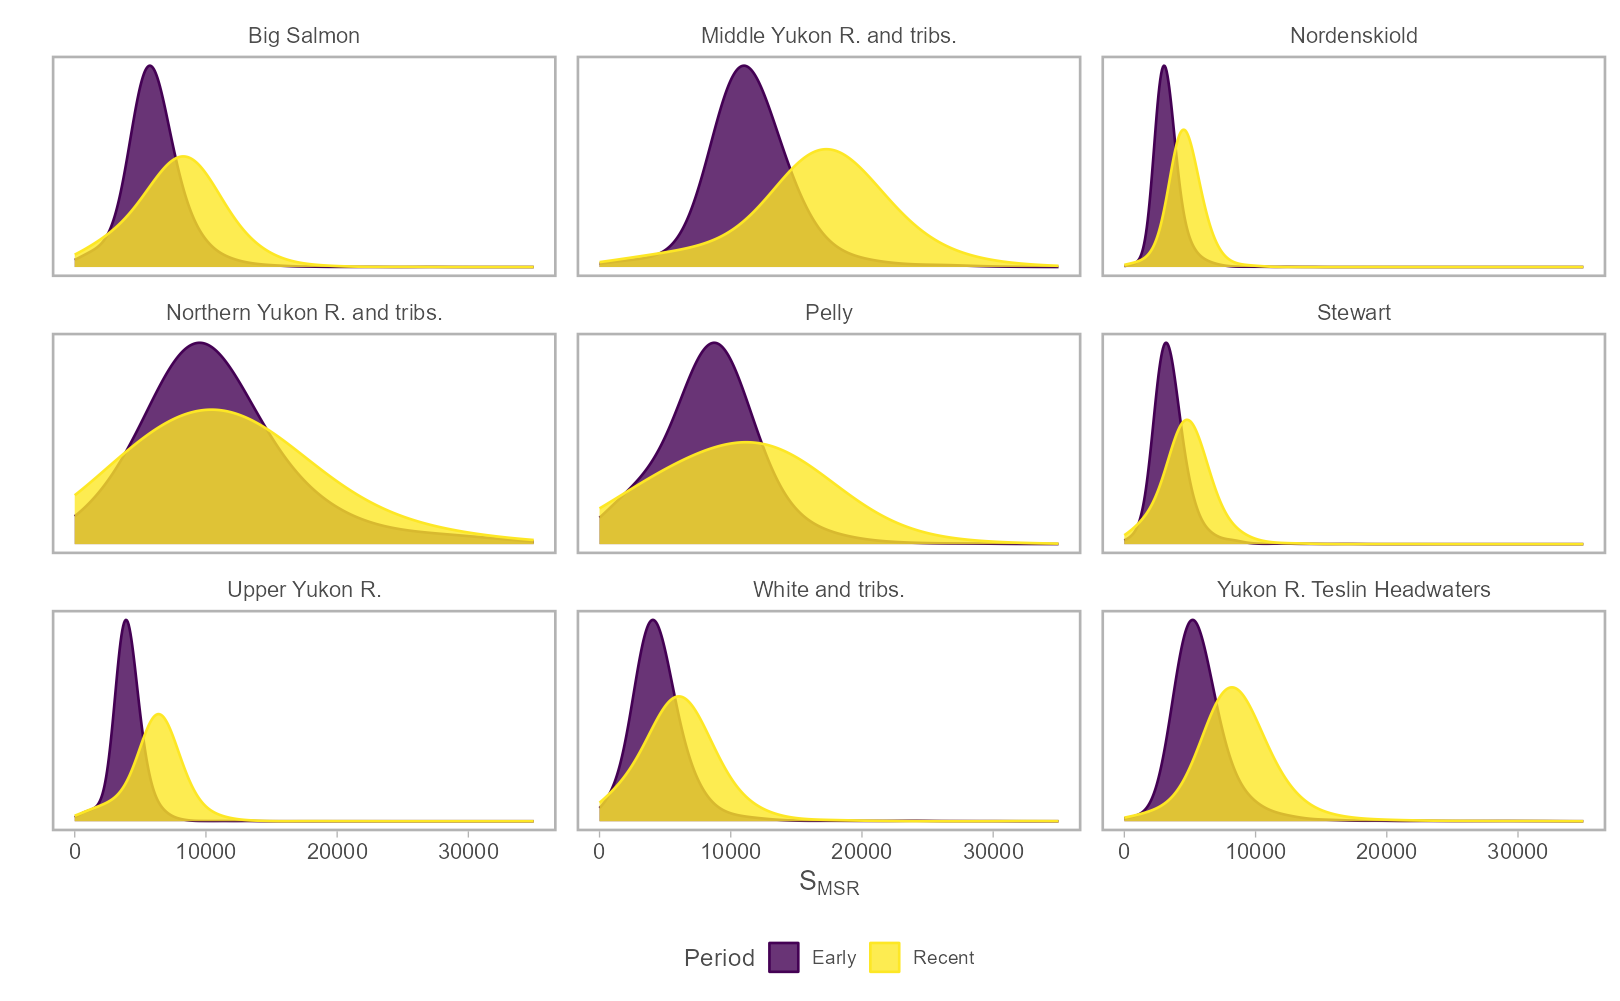 Big Salmon
Middle Yukon R. and tribs.
Nordenskiold
Northern Yukon R. and tribs.
Pelly
Stewart
Upper Yukon R.
White and tribs.
Yukon R. Teslin Headwaters
0 10000 20000 30000
0 10000 20000 30000
0 10000 20000 30000
SMSR
Period Early Recent